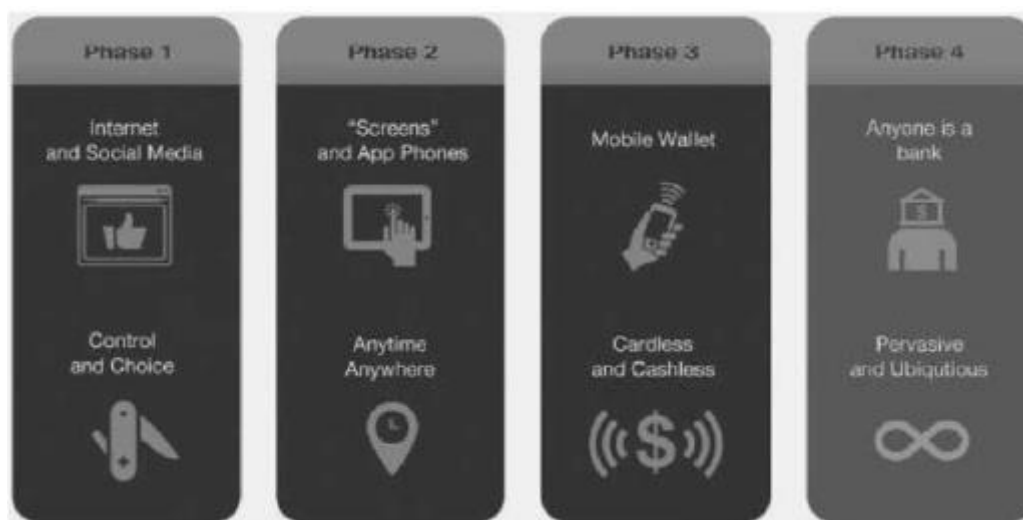 Phase 1
Internet
and Social Media
Control
and Choice
Phase 2
"Screens"
and App Phones
Anytime
Anywhere
Phase 3
Mobile Wallet
Cardless
and Cashless
$
Phase 4
Anyone is a
bank
$
Pervasive
and Ubiqutious